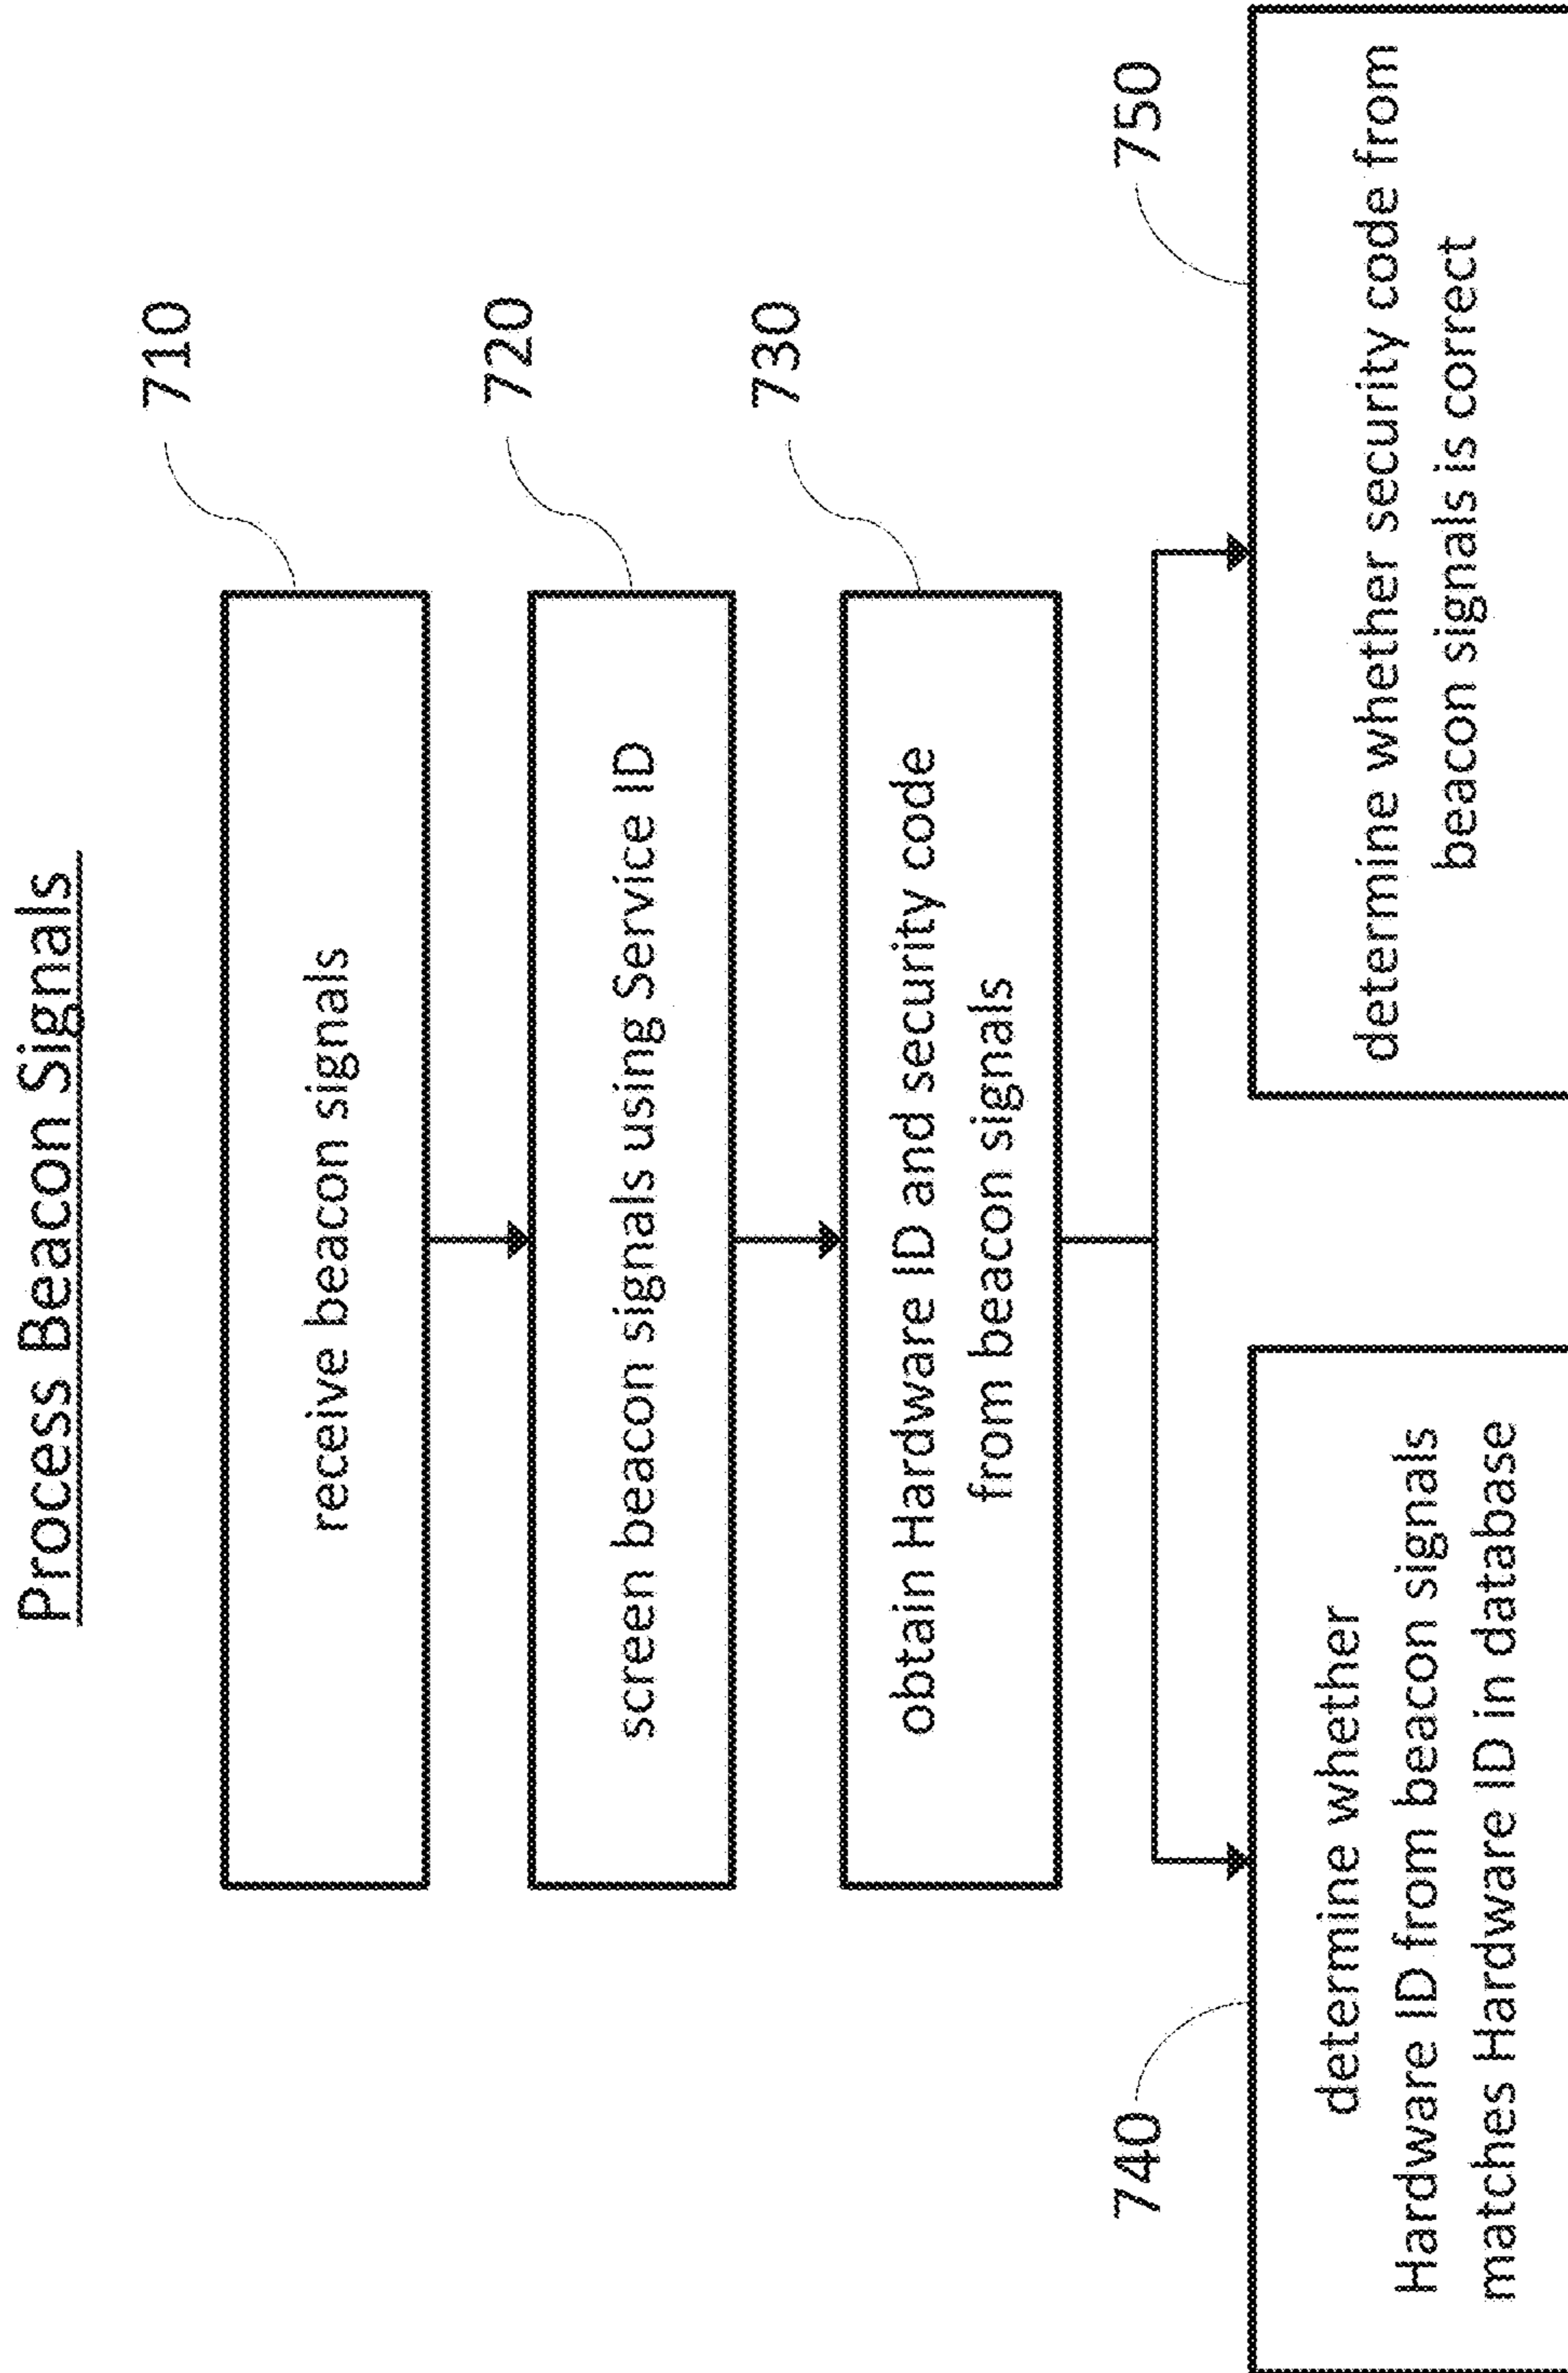 Process Beacon Signals
710
receive beacon signals
720
screen beacon signals using Service ID
730
obtain Hardware ID and security code
from beacon signals
740
determine whether
Hardware ID from beacon signals
matches Hardware ID in database
750
determine whether security code from
beacon signals is correct